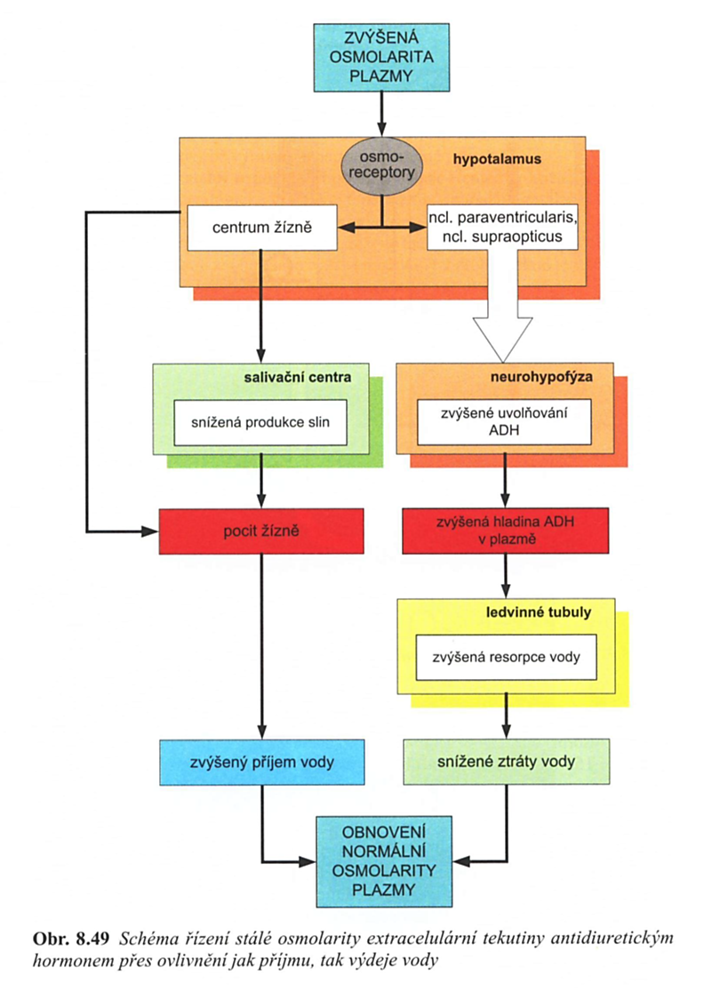 ZVÝŠENÁ
OSMOLARITA
PLAZMY
osmo-
receptory
hypotalamus
centrum žízně
ncl. paraventricularis,
ncl. supraopticus
salivační centra
snížená produkce slin
neurohypofýza
zvýšené uvolňování
ADH
pocit žízně
zvýšená hladina ADH
v plazmě
ledvinné tubuly
zvýšená resorpce vody
zvýšený příjem vody
snížené ztráty vody
OBNOVENÍ
NORMÁLNÍ
OSMOLARITY
PLAZMY
Obr. 8.49 Schéma řízení stálé osmolarity extracelulární tekutiny antidiuretickým
hormonem přes ovlivnění jak příjmu, tak výdeje vody